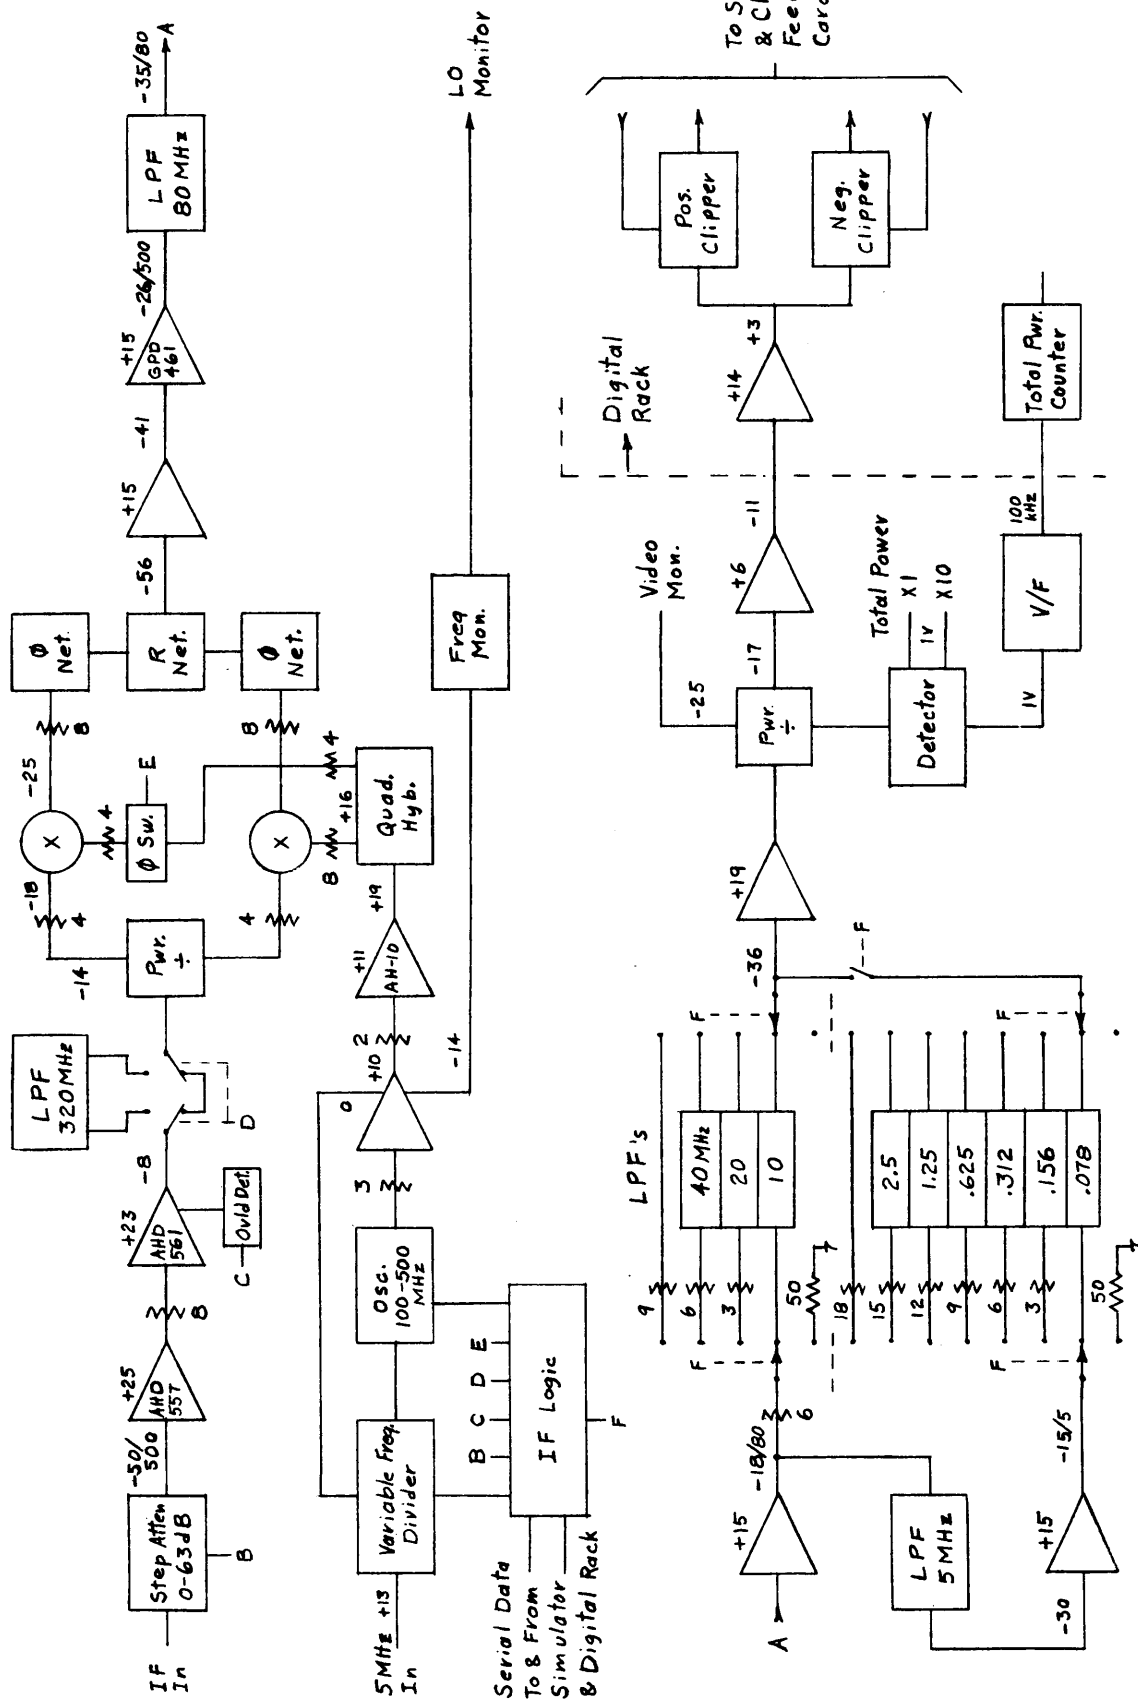 IF
In
Step Atten
0-63dB
B
-50/
500
+25
AHD
557
8
+23
AHD
561
C
Ovld Det.
-8
LPF
320MHz
D
-14
Pwr.
÷
4
4
-18
X
-25
4
Ø Sw.
E
X
8
8
Ø
Net.
R
Net.
Ø
Net.
-56
+15
-41
+15
GPD
461
-26/500
LPF
80MHz
-35/80
A
5MHz +13
In
Variable Freq.
Divider
Osc.
100-500
MHz
3
0
+10
2
+11
AH-10
+19
8
+16
4
Quad.
Hyb.
-14
Freq
Mon.
LO
Monitor
Serial Data
To & From
Simulator
& Digital Rack
B
C
D
E
IF Logic
F
A
+15
-18/80
6
LPF
5MHz
-30
+15
-15/5
LPF's
9
6
3
F
50
40MHz
20
10
F
18
15
12
9
6
3
F
50
2.5
1.25
.625
.312
.156
.078
F
F
-36
+19
Pwr.
÷
-25
Video
Mon.
-17
+6
-11
Detector
Total Power
X1
1V
X10
1V
V/F
100
kHz
Total Pwr.
Counter
Digital
Rack
+14
+3
Pos.
Clipper
Neg.
Clipper
To S
& Cl
Fee
Car